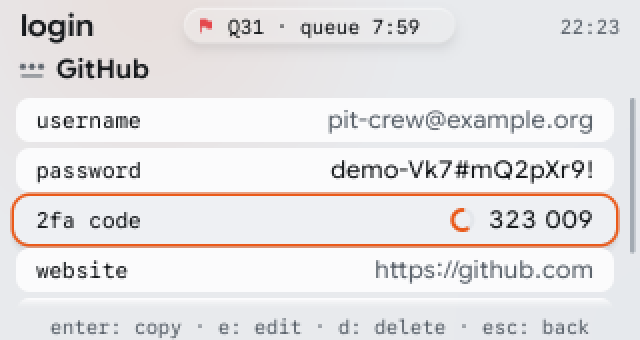 login
Q31 · queue 7:59
22:23
GitHub
username pit-crew@example.org
password demo-Vk7#mQ2pXr9!
2fa code 323 009
website https://github.com
enter: copy · e: edit · d: delete · esc: back